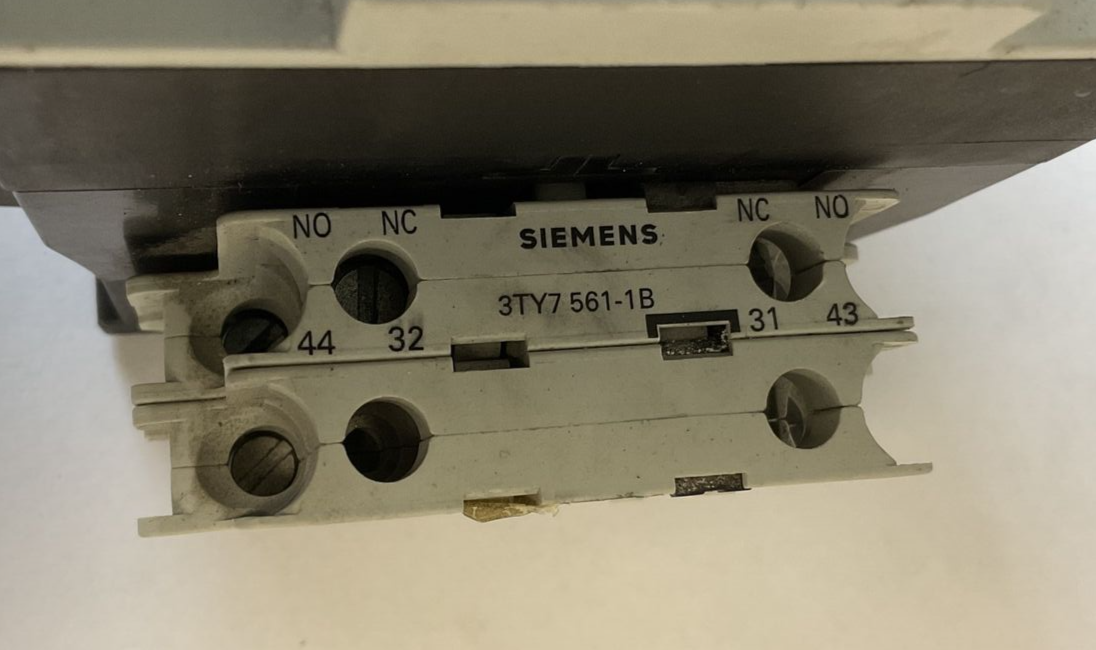 NO NC SIEMENS NC NO
3TY7 561-1B
44 32 31 43